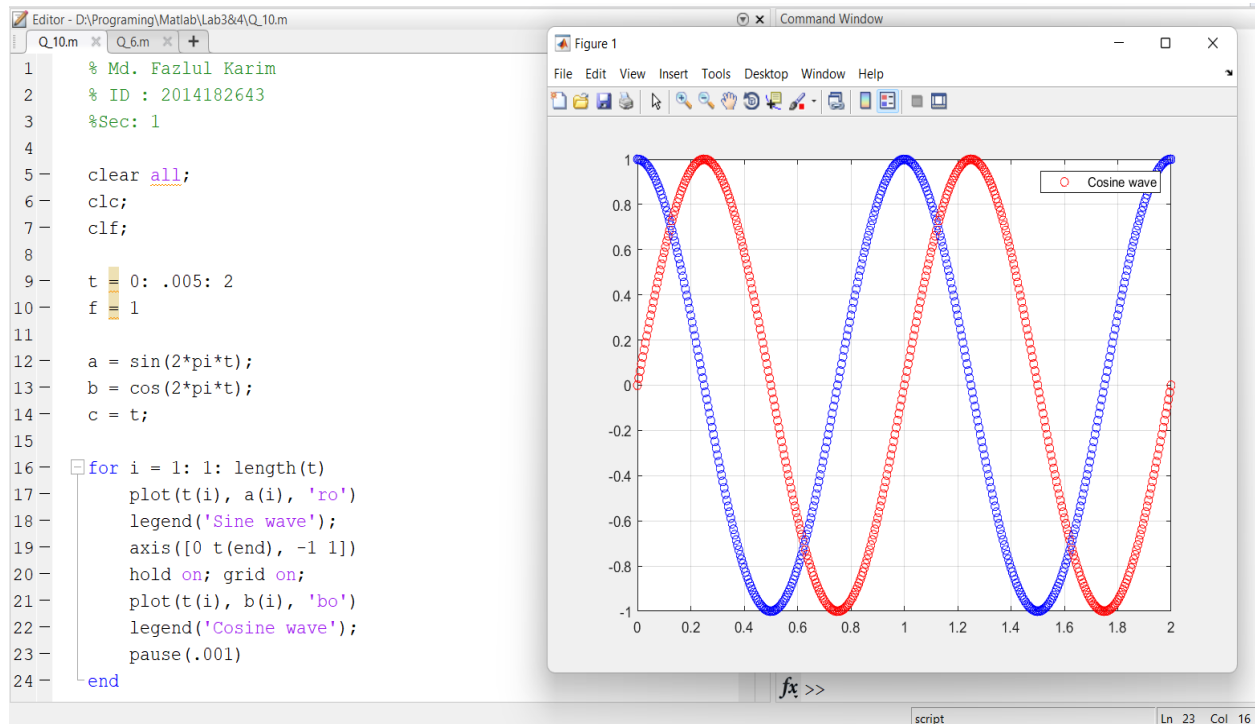 Editor - D:\Programing\Matlab\Lab3&4\Q_10.m
Command Window
Q_10.m Q_6.m +
1 % Md. Fazlul Karim
2 % ID : 2014182643
3 %Sec: 1
4
5 clear all;
6 clc;
7 clf;
8
9 t = 0: .005: 2
10 f = 1
11
12 a = sin(2*pi*t);
13 b = cos(2*pi*t);
14 c = t;
15
16 for i = 1: 1: length(t)
17 plot(t(i), a(i), 'ro')
18 legend('Sine wave');
19 axis([0 t(end), -1 1])
20 hold on; grid on;
21 plot(t(i), b(i), 'bo')
22 legend('Cosine wave');
23 pause(.001)
24 end
Figure 1
File Edit View Insert Tools Desktop Window Help
Cosine wave
1
0.8
0.6
0.4
0.2
0
-0.2
-0.4
-0.6
-0.8
-1
0 0.2 0.4 0.6 0.8 1 1.2 1.4 1.6 1.8 2
fx >>
script
Ln 23 Col 16